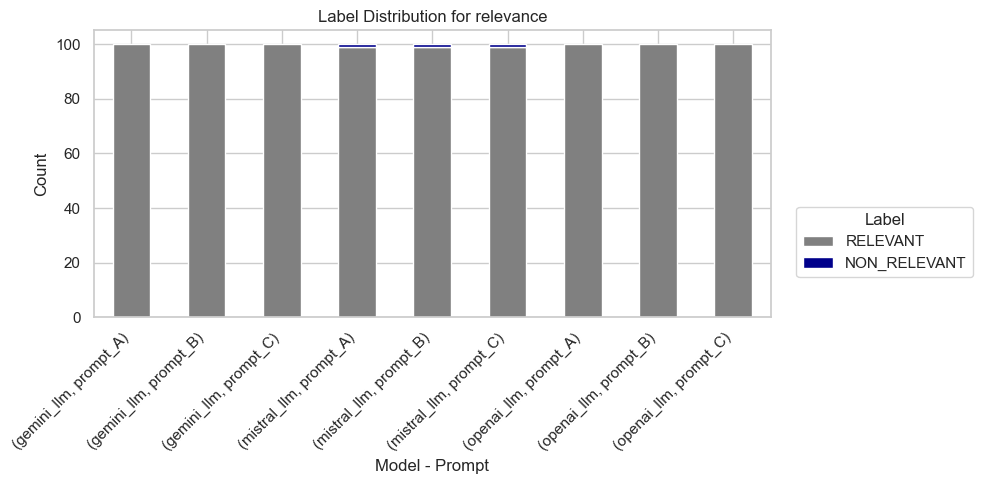 Label Distribution for relevance
100
80
60
40
20
0
Count
(gemini_llm, prompt_A)
(gemini_llm, prompt_B)
(gemini_llm, prompt_C)
(mistral_llm, prompt_A)
(mistral_llm, prompt_B)
(mistral_llm, prompt_C)
(openai_llm, prompt_A)
(openai_llm, prompt_B)
(openai_llm, prompt_C)
Model - Prompt
Label
RELEVANT
NON_RELEVANT